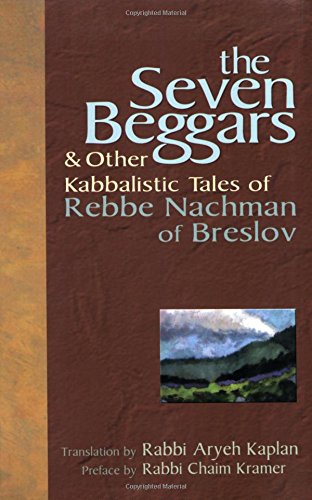 the
Seven
Beggars
& Other
Kabbalistic Tales of
Rebbe Nachman
of Breslov
Translation by Rabbi Aryeh Kaplan
Preface by Rabbi Chaim Kramer